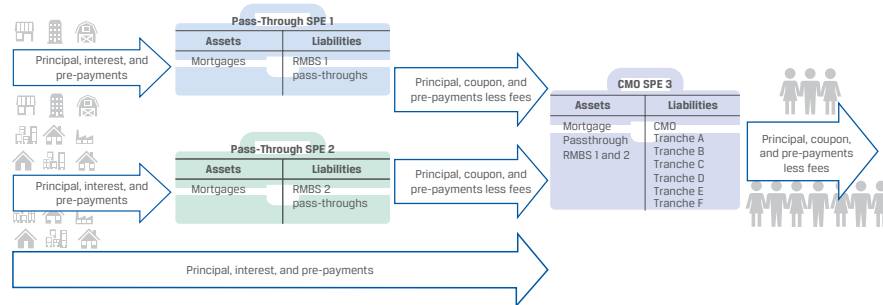 Pass-Through SPE 1
Assets Liabilities
Mortgages RMBS 1
pass-throughs
Principal, interest, and
pre-payments
Principal, coupon, and
pre-payments less fees
CMO SPE 3
Assets Liabilities
Mortgage CMO
Passthrough Tranche A
RMBS 1 and 2 Tranche B
Tranche C
Tranche D
Tranche E
Tranche F
Principal, coupon,
and pre-payments
less fees
Pass-Through SPE 2
Assets Liabilities
Mortgages RMBS 2
pass-throughs
Principal, interest, and
pre-payments
Principal, coupon, and
pre-payments less fees
Principal, interest, and pre-payments